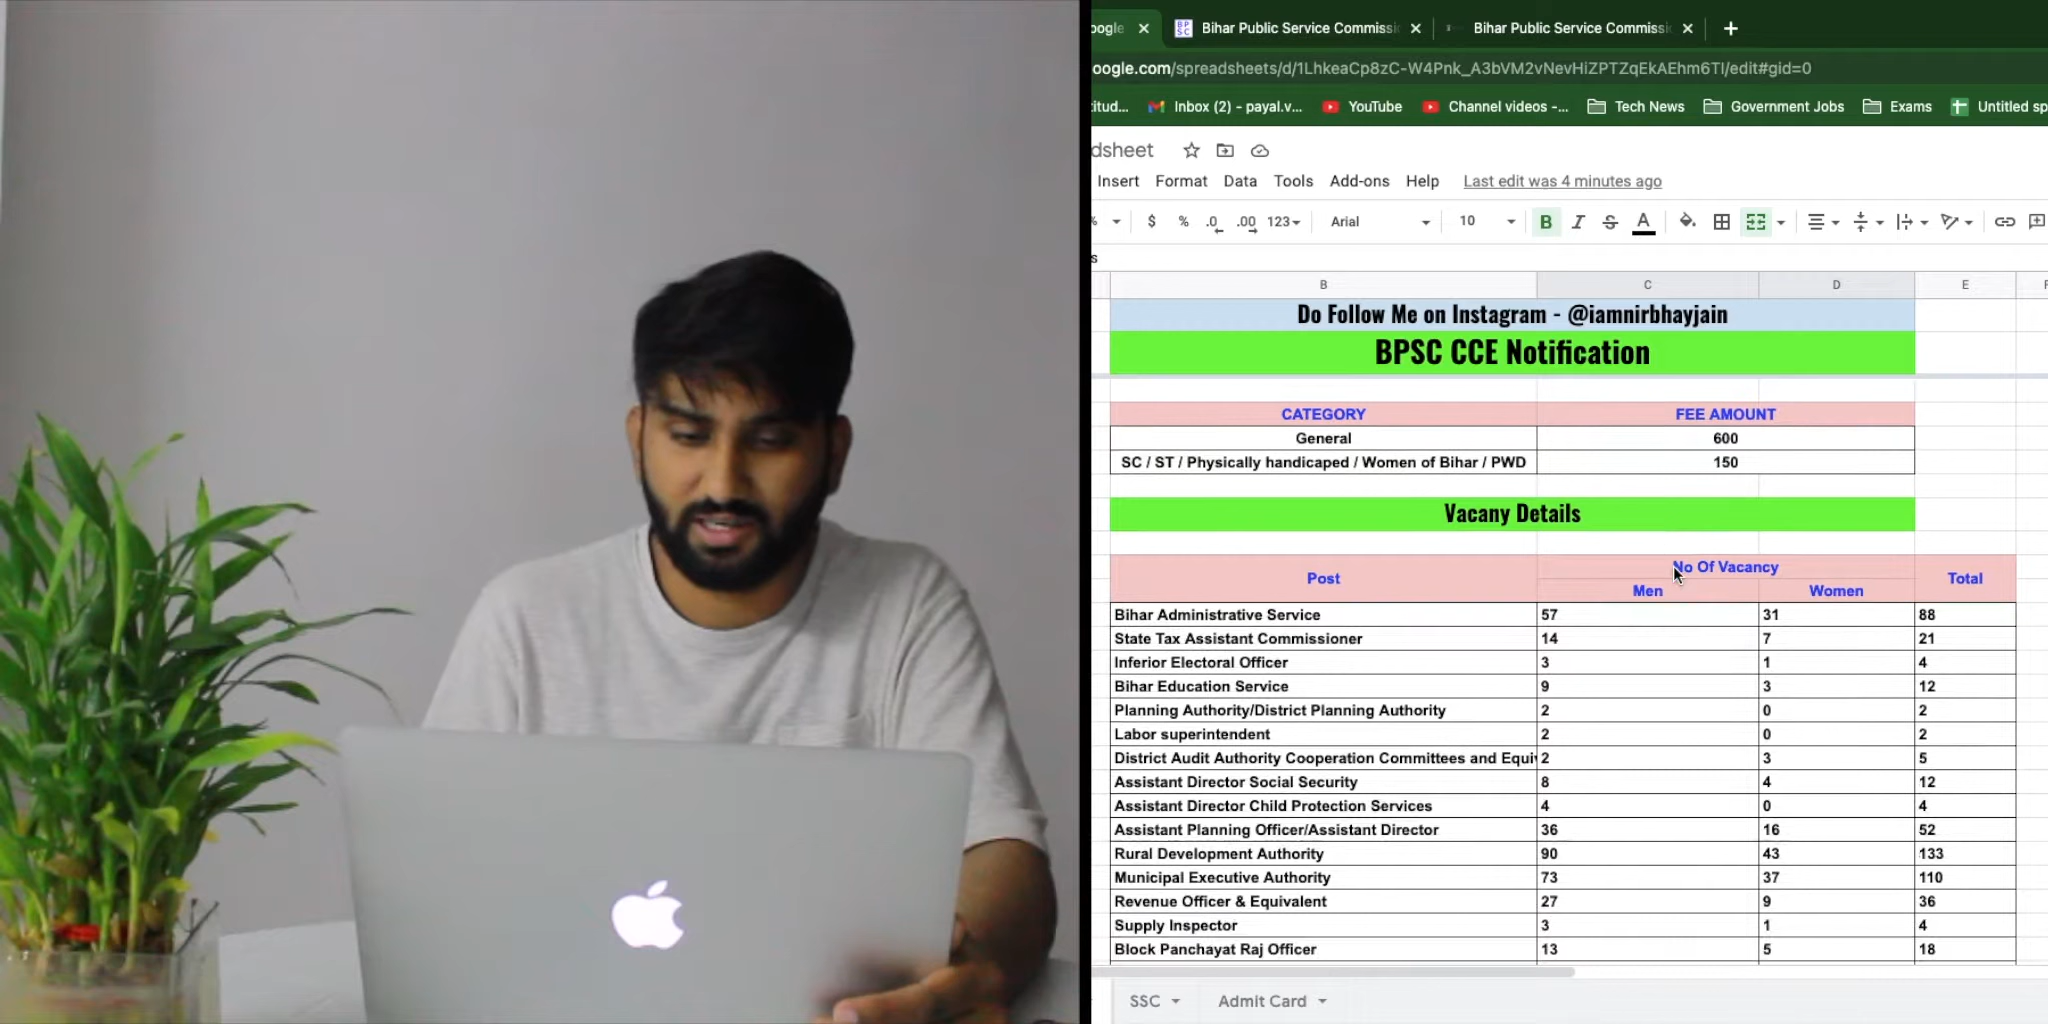 oogle
Bihar Public Service Commissi
Bihar Public Service Commissi
oogle.com/spreadsheets/d/1LhkeaCp8zC-W4Pnk_A3bVM2vNevHiZPTZqEkAEhm6TI/edit#gid=0
titud...
Inbox (2) - payal.v...
YouTube
Channel videos -...
Tech News
Government Jobs
Exams
Untitled sp
dsheet
Insert Format Data Tools Add-ons Help Last edit was 4 minutes ago
% $ % .0 .00 123 Arial 10 B I S A
s
B C D E F
Do Follow Me on Instagram - @iamnirbhayjain
BPSC CCE Notification
CATEGORY FEE AMOUNT
General 600
SC / ST / Physically handicaped / Women of Bihar / PWD 150
Vacany Details
Post No Of Vacancy Total
Men Women
Bihar Administrative Service 57 31 88
State Tax Assistant Commissioner 14 7 21
Inferior Electoral Officer 3 1 4
Bihar Education Service 9 3 12
Planning Authority/District Planning Authority 2 0 2
Labor superintendent 2 0 2
District Audit Authority Cooperation Committees and Equiv 2 3 5
Assistant Director Social Security 8 4 12
Assistant Director Child Protection Services 4 0 4
Assistant Planning Officer/Assistant Director 36 16 52
Rural Development Authority 90 43 133
Municipal Executive Authority 73 37 110
Revenue Officer & Equivalent 27 9 36
Supply Inspector 3 1 4
Block Panchayat Raj Officer 13 5 18
SSC Admit Card